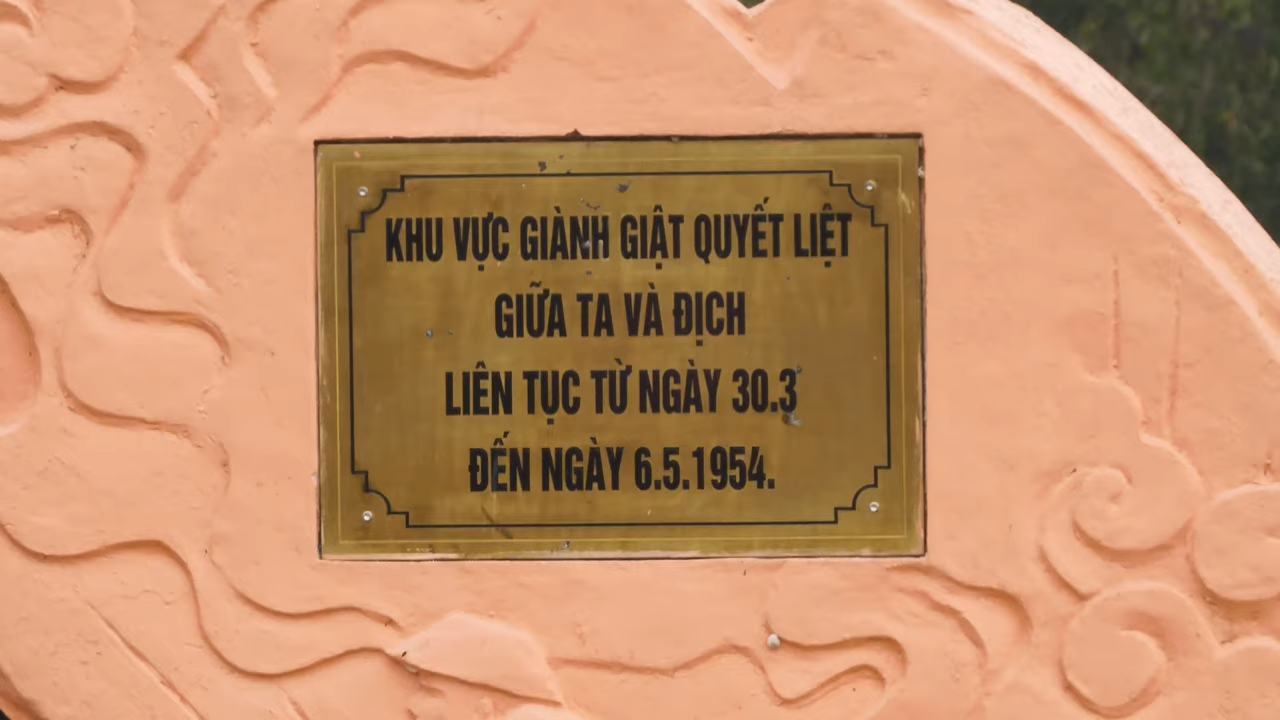 KHU VỰC GIÀNH GIẬT QUYẾT LIỆT
GIỮA TA VÀ ĐỊCH
LIÊN TỤC TỪ NGÀY 30.3
ĐẾN NGÀY 6.5.1954.